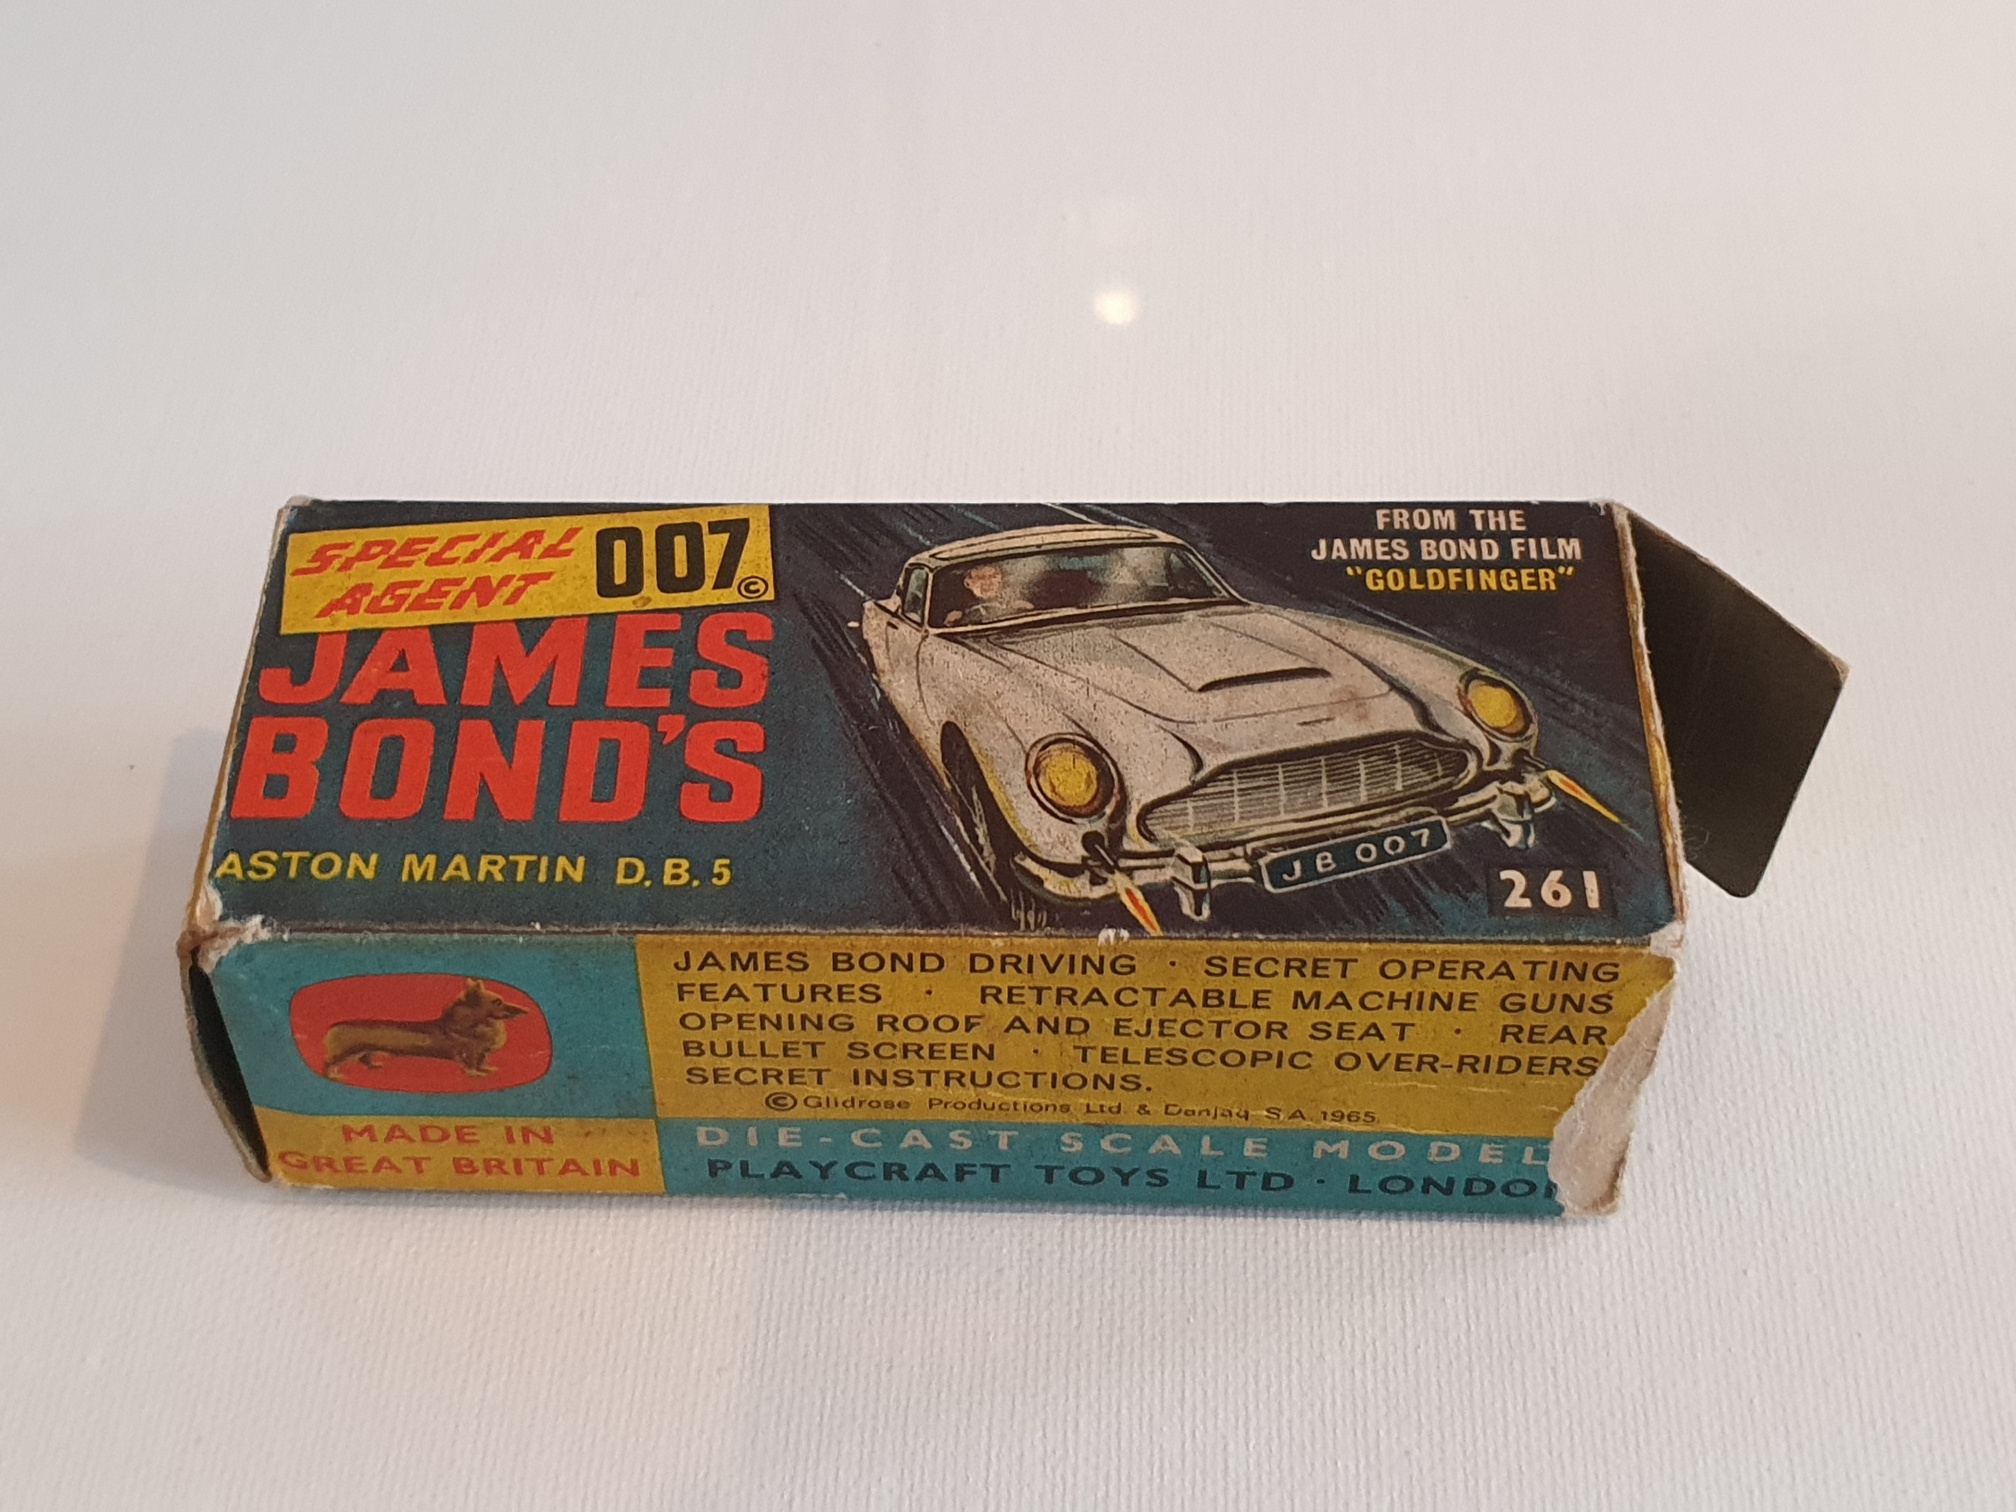 SPECIAL
AGENT 007©
JAMES
BOND'S
ASTON MARTIN D.B.5
FROM THE
JAMES BOND FILM
"GOLDFINGER"
JB 007
261
JAMES BOND DRIVING · SECRET OPERATING
FEATURES · RETRACTABLE MACHINE GUNS
OPENING ROOF AND EJECTOR SEAT · REAR
BULLET SCREEN · TELESCOPIC OVER-RIDERS
SECRET INSTRUCTIONS.
© Glidrose Productions Ltd & Danjaq S.A. 1965.
MADE IN
GREAT BRITAIN
DIE-CAST SCALE MODEL
PLAYCRAFT TOYS LTD · LONDO